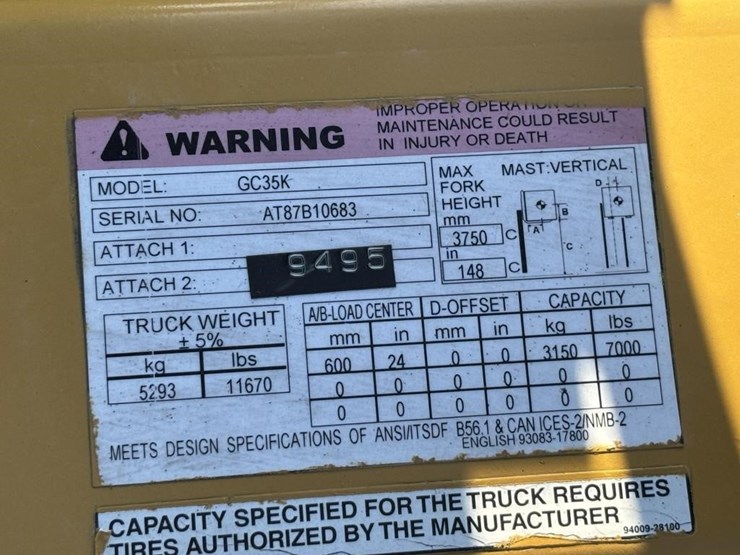 WARNING
IMPROPER OPERATION OR
MAINTENANCE COULD RESULT
IN INJURY OR DEATH
MODEL: GC35K
SERIAL NO: AT87B10683
ATTACH 1:
ATTACH 2:
9495
MAX FORK HEIGHT
MAST:VERTICAL
mm
3750 C
in
148 C
A
B
C
D
TRUCK WEIGHT
± 5%
kg lbs
5293 11670
A/B-LOAD CENTER D-OFFSET CAPACITY
mm in mm in kg lbs
600 24 0 0 3150 7000
0 0 0 0 0 0
0 0 0 0 0 0
MEETS DESIGN SPECIFICATIONS OF ANSI/ITSDF B56.1 & CAN ICES-2/NMB-2
ENGLISH 93083-17800
CAPACITY SPECIFIED FOR THE TRUCK REQUIRES
TIRES AUTHORIZED BY THE MANUFACTURER
94009-28100